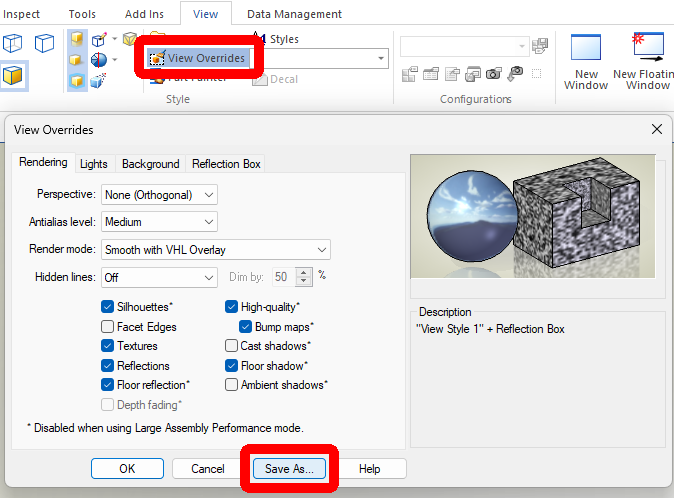 Inspect Tools Add Ins View Data Management
Styles
View Overrides
Part Painter
Decal
Style
Configurations
New Window
New Floatin Window
View Overrides
Rendering Lights Background Reflection Box
Perspective: None (Orthogonal)
Antialias level: Medium
Render mode: Smooth with VHL Overlay
Hidden lines: Off Dim by: 50 %
Silhouettes* High-quality*
Facet Edges Bump maps*
Textures Cast shadows*
Reflections Floor shadow*
Floor reflection* Ambient shadows*
Depth fading*
* Disabled when using Large Assembly Performance mode.
Description
"View Style 1" + Reflection Box
OK Cancel Save As... Help